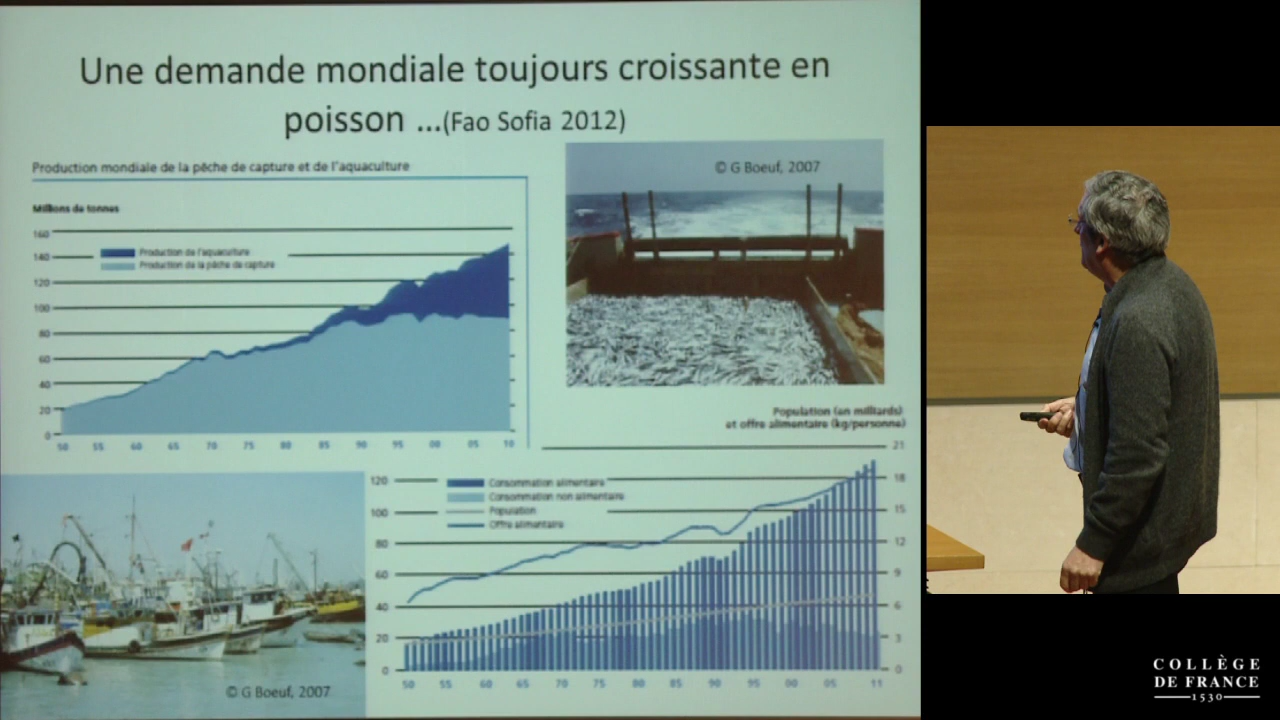 Une demande mondiale toujours croissante en
poisson ...(Fao Sofia 2012)
Production mondiale de la pêche de capture et de l'aquaculture
Millions de tonnes
160
140
120
100
80
60
40
20
0
Production de l'aquaculture
Production de la pêche de capture
50 55 60 65 70 75 80 85 90 95 00 05 10
© G Boeuf, 2007
Population (en milliards)
et offre alimentaire (kg/personne)
120
100
80
60
40
20
0
Consommation alimentaire
Consommation non alimentaire
Population
Offre alimentaire
21
18
15
12
9
6
3
0
50 55 60 65 70 75 80 85 90 95 00 05 11
© G Boeuf, 2007
COLLÈGE
DE FRANCE
1530